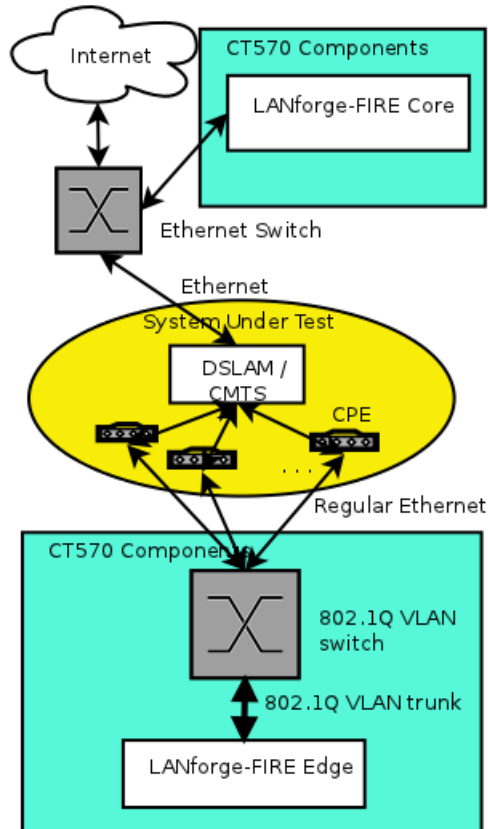 Internet
CT570 Components
LANforge-FIRE Core
Ethernet Switch
Ethernet
System Under Test
DSLAM /
CMTS
CPE
. . .
Regular Ethernet
CT570 Components
802.1Q VLAN
switch
802.1Q VLAN trunk
LANforge-FIRE Edge